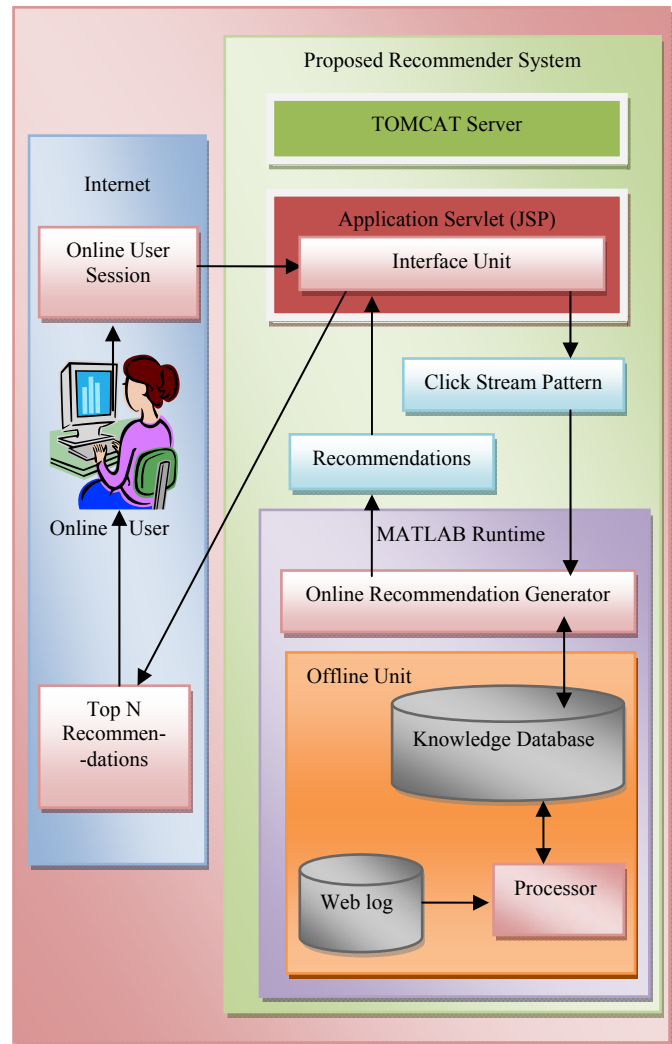 Proposed Recommender System
TOMCAT Server
Internet
Application Servlet (JSP)
Online User
Session
Interface Unit
Click Stream Pattern
Recommendations
Online User
MATLAB Runtime
Online Recommendation Generator
Offline Unit
Top N
Recommen-
-dations
Knowledge Database
Web log
Processor